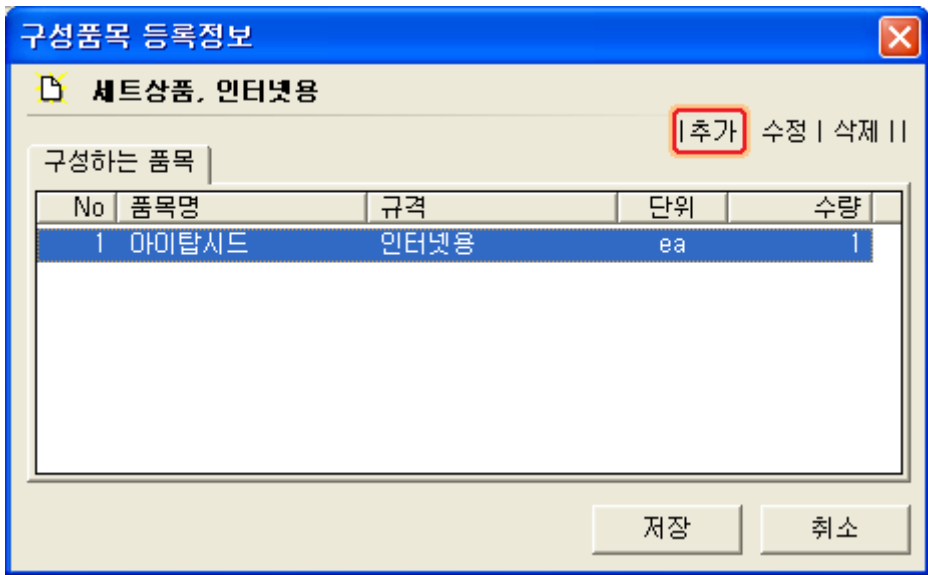 구성품목 등록정보
세트상품, 인터넷용
| 추가 | 수정 | 삭제 ||
구성하는 품목
No 품목명 규격 단위 수량
1 아이탑시드 인터넷용 ea 1
저장 취소